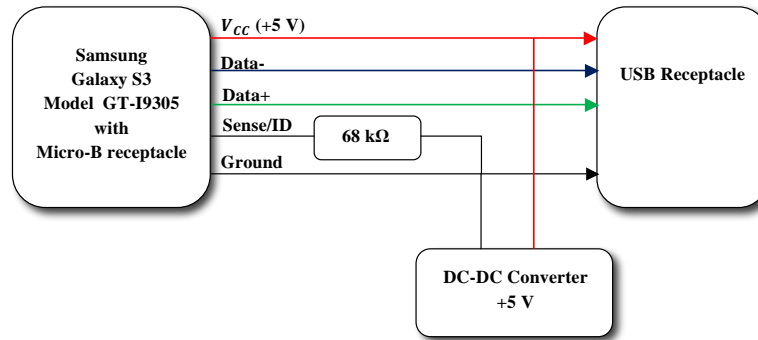 Samsung
Galaxy S3
Model GT-I9305
with
Micro-B receptacle
V_CC (+5 V)
Data-
Data+
Sense/ID
68 kΩ
Ground
USB Receptacle
DC-DC Converter
+5 V